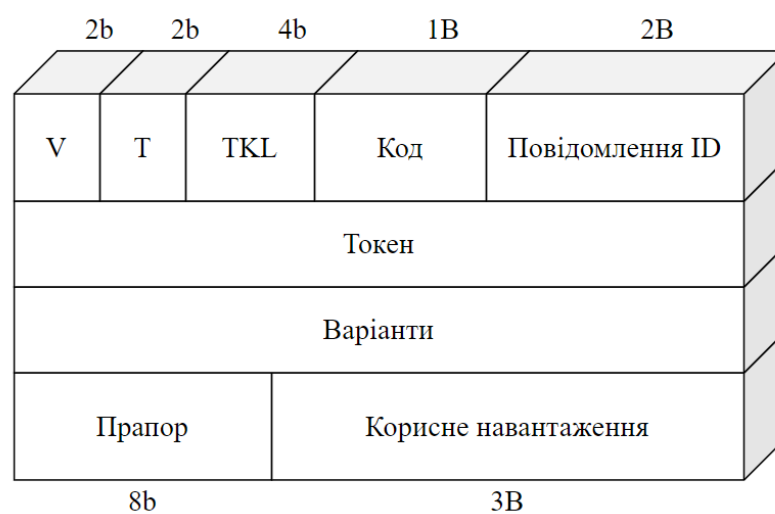 2b 2b 4b 1B 2B
V T TKL Код Повідомлення ID
Токен
Варіанти
Прапор Корисне навантаження
8b 3B